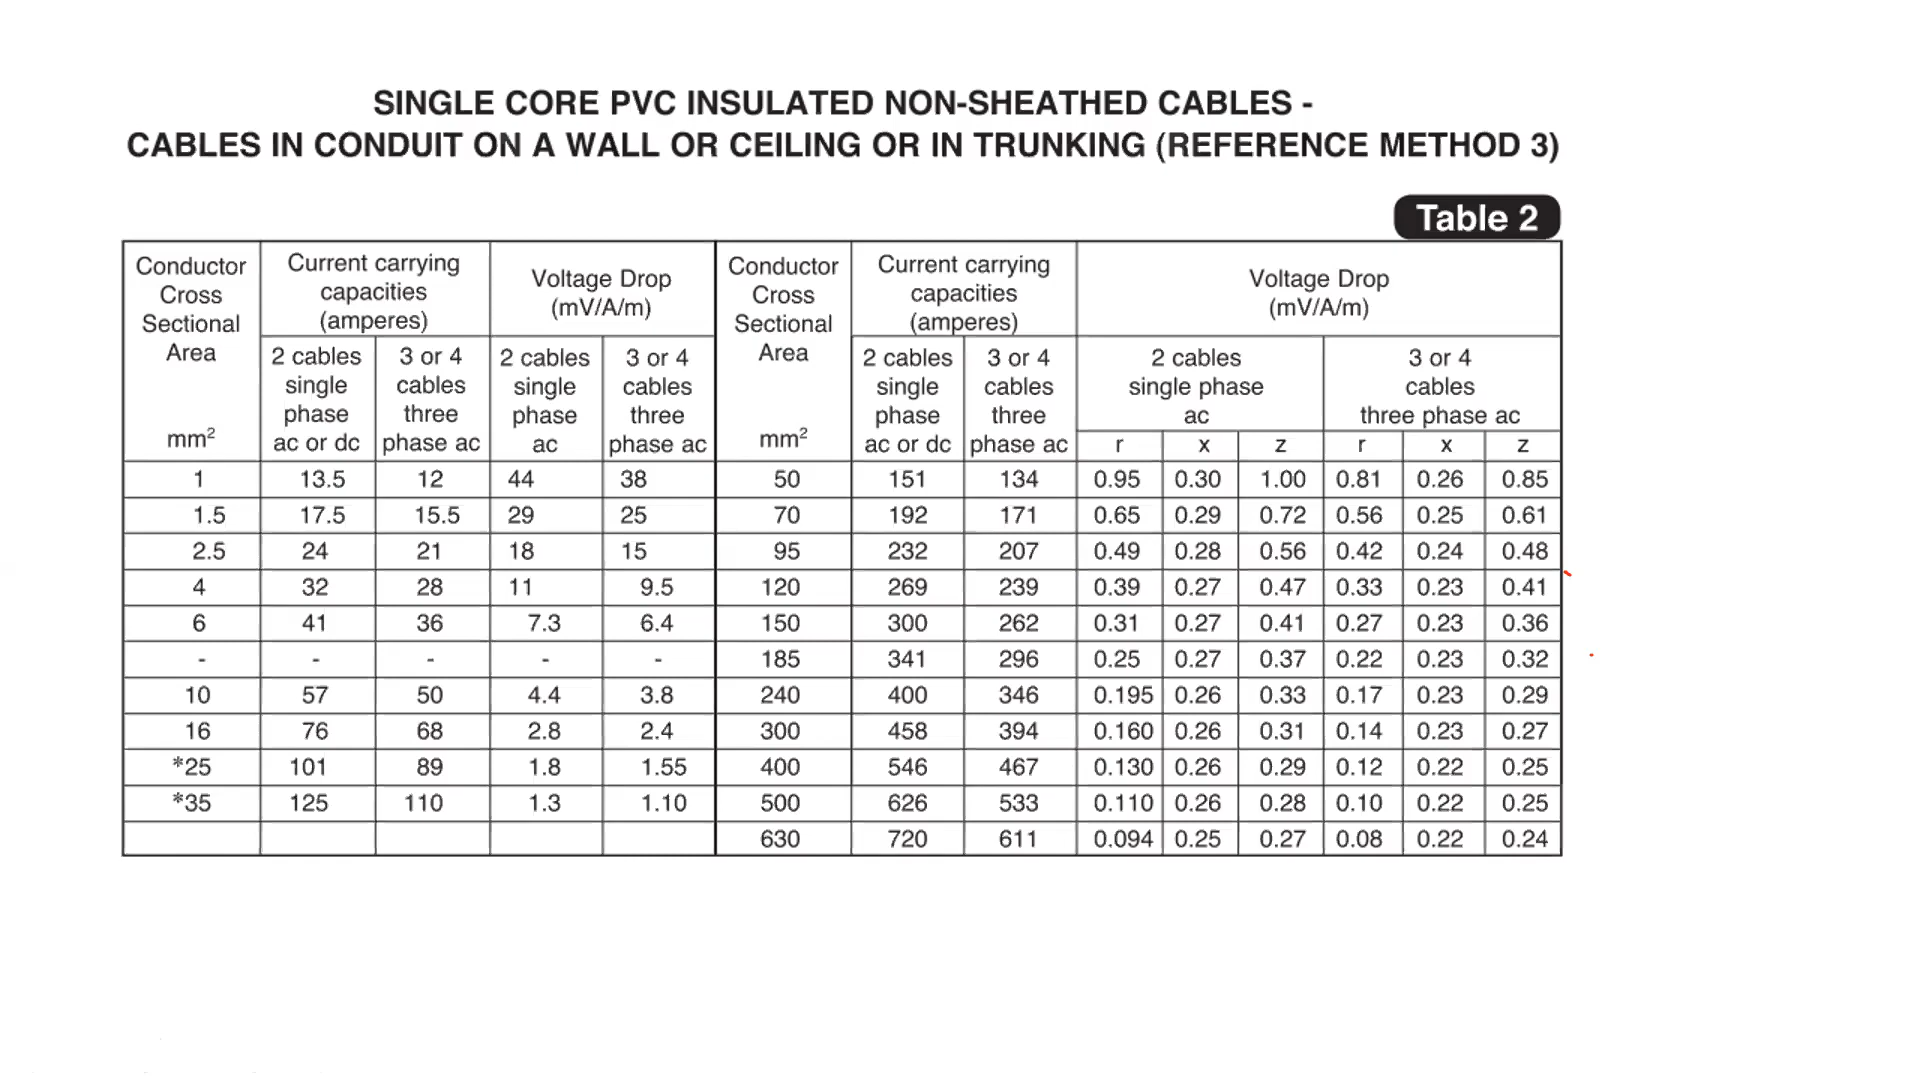 SINGLE CORE PVC INSULATED NON-SHEATHED CABLES -
CABLES IN CONDUIT ON A WALL OR CEILING OR IN TRUNKING (REFERENCE METHOD 3)
Table 2
Conductor Cross Sectional Area mm² | Current carrying capacities (amperes) | Voltage Drop (mV/A/m) | Conductor Cross Sectional Area mm² | Current carrying capacities (amperes) | Voltage Drop (mV/A/m)
2 cables single phase ac or dc | 3 or 4 cables three phase ac | 2 cables single phase ac | 3 or 4 cables three phase ac | 2 cables single phase ac or dc | 3 or 4 cables three phase ac | 2 cables single phase ac | 3 or 4 cables three phase ac
r | x | z | r | x | z
1 | 13.5 | 12 | 44 | 38 | 50 | 151 | 134 | 0.95 | 0.30 | 1.00 | 0.81 | 0.26 | 0.85
1.5 | 17.5 | 15.5 | 29 | 25 | 70 | 192 | 171 | 0.65 | 0.29 | 0.72 | 0.56 | 0.25 | 0.61
2.5 | 24 | 21 | 18 | 15 | 95 | 232 | 207 | 0.49 | 0.28 | 0.56 | 0.42 | 0.24 | 0.48
4 | 32 | 28 | 11 | 9.5 | 120 | 269 | 239 | 0.39 | 0.27 | 0.47 | 0.33 | 0.23 | 0.41
6 | 41 | 36 | 7.3 | 6.4 | 150 | 300 | 262 | 0.31 | 0.27 | 0.41 | 0.27 | 0.23 | 0.36
- | - | - | - | - | 185 | 341 | 296 | 0.25 | 0.27 | 0.37 | 0.22 | 0.23 | 0.32
10 | 57 | 50 | 4.4 | 3.8 | 240 | 400 | 346 | 0.195 | 0.26 | 0.33 | 0.17 | 0.23 | 0.29
16 | 76 | 68 | 2.8 | 2.4 | 300 | 458 | 394 | 0.160 | 0.26 | 0.31 | 0.14 | 0.23 | 0.27
*25 | 101 | 89 | 1.8 | 1.55 | 400 | 546 | 467 | 0.130 | 0.26 | 0.29 | 0.12 | 0.22 | 0.25
*35 | 125 | 110 | 1.3 | 1.10 | 500 | 626 | 533 | 0.110 | 0.26 | 0.28 | 0.10 | 0.22 | 0.25
630 | 720 | 611 | 0.094 | 0.25 | 0.27 | 0.08 | 0.22 | 0.24